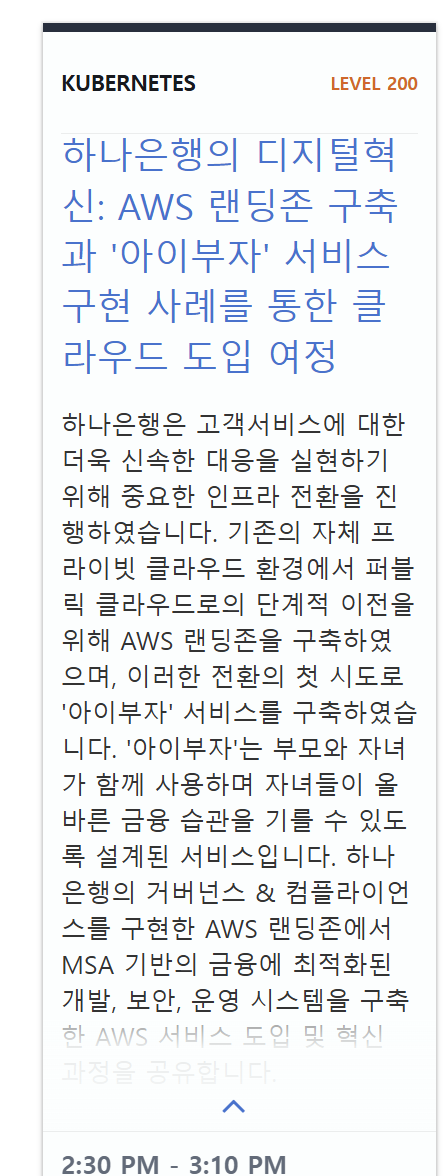 KUBERNETES
LEVEL 200
하나은행의 디지털혁
신: AWS 랜딩존 구축
과 '아이부자' 서비스
구현 사례를 통한 클
라우드 도입 여정
하나은행은 고객서비스에 대한
더욱 신속한 대응을 실현하기
위해 중요한 인프라 전환을 진
행하였습니다. 기존의 자체 프
라이빗 클라우드 환경에서 퍼블
릭 클라우드로의 단계적 이전을
위해 AWS 랜딩존을 구축하였
으며, 이러한 전환의 첫 시도로
'아이부자' 서비스를 구축하였습
니다. '아이부자'는 부모와 자녀
가 함께 사용하며 자녀들이 올
바른 금융 습관을 기를 수 있도
록 설계된 서비스입니다. 하나
은행의 거버넌스 & 컴플라이언
스를 구현한 AWS 랜딩존에서
MSA 기반의 금융에 최적화된
개발, 보안, 운영 시스템을 구축
한 AWS 서비스 도입 및 혁신
과정을 공유합니다.
2:30 PM - 3:10 PM